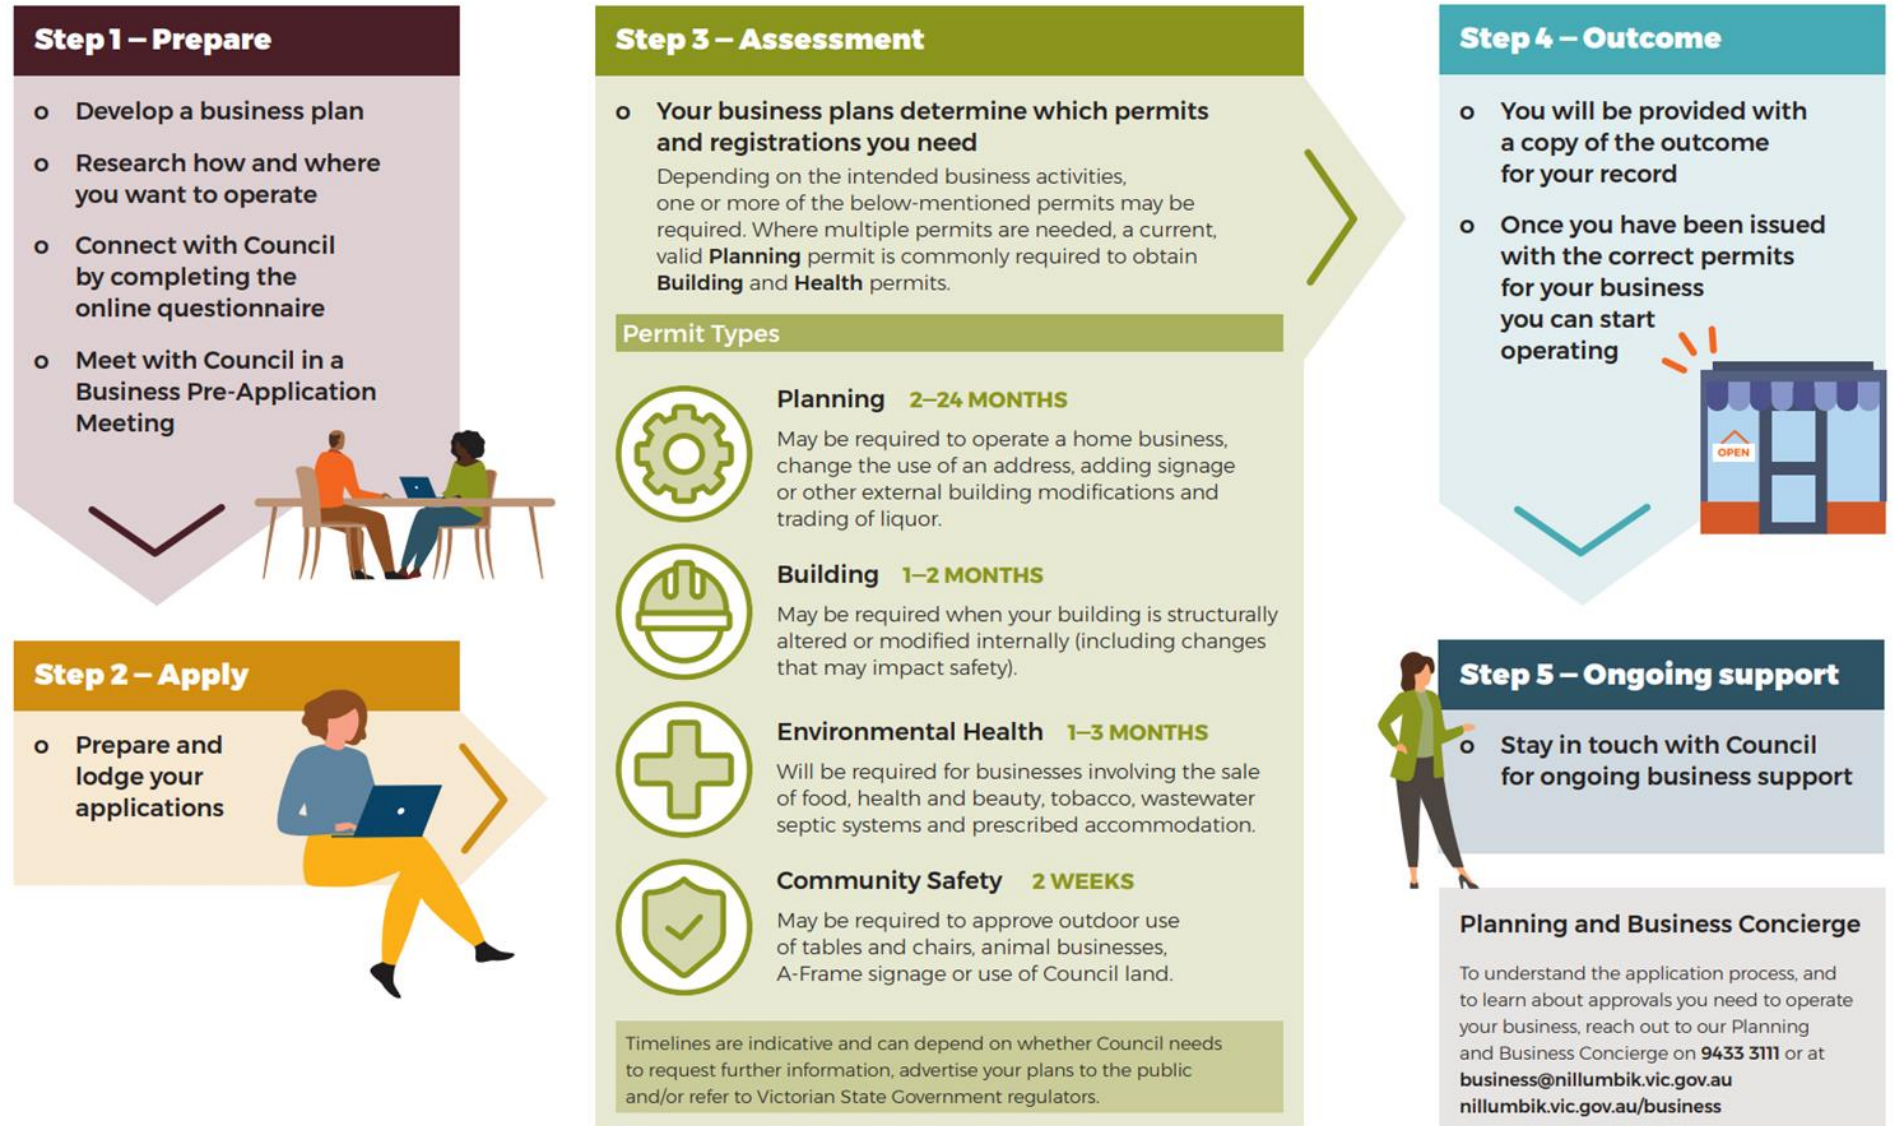 Step 1 – Prepare
o Develop a business plan
o Research how and where
you want to operate
o Connect with Council
by completing the
online questionnaire
o Meet with Council in a
Business Pre-Application
Meeting
Step 2 – Apply
o Prepare and
lodge your
applications
Step 3 – Assessment
o Your business plans determine which permits
and registrations you need
Depending on the intended business activities,
one or more of the below-mentioned permits may be
required. Where multiple permits are needed, a current,
valid Planning permit is commonly required to obtain
Building and Health permits.
Permit Types
Planning 2–24 MONTHS
May be required to operate a home business,
change the use of an address, adding signage
or other external building modifications and
trading of liquor.
Building 1–2 MONTHS
May be required when your building is structurally
altered or modified internally (including changes
that may impact safety).
Environmental Health 1–3 MONTHS
Will be required for businesses involving the sale
of food, health and beauty, tobacco, wastewater
septic systems and prescribed accommodation.
Community Safety 2 WEEKS
May be required to approve outdoor use
of tables and chairs, animal businesses,
A-Frame signage or use of Council land.
Timelines are indicative and can depend on whether Council needs
to request further information, advertise your plans to the public
and/or refer to Victorian State Government regulators.
Step 4 – Outcome
o You will be provided with
a copy of the outcome
for your record
o Once you have been issued
with the correct permits
for your business
you can start
operating
OPEN
Step 5 – Ongoing support
o Stay in touch with Council
for ongoing business support
Planning and Business Concierge
To understand the application process, and
to learn about approvals you need to operate
your business, reach out to our Planning
and Business Concierge on 9433 3111 or at
business@nillumbik.vic.gov.au
nillumbik.vic.gov.au/business